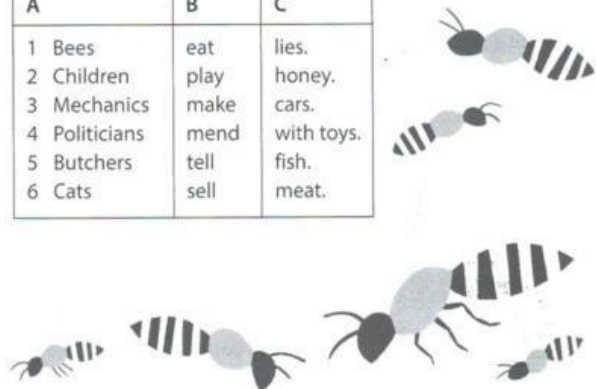 A B C
1 Bees eat lies.
2 Children play honey.
3 Mechanics make cars.
4 Politicians mend with toys.
5 Butchers tell fish.
6 Cats sell meat.